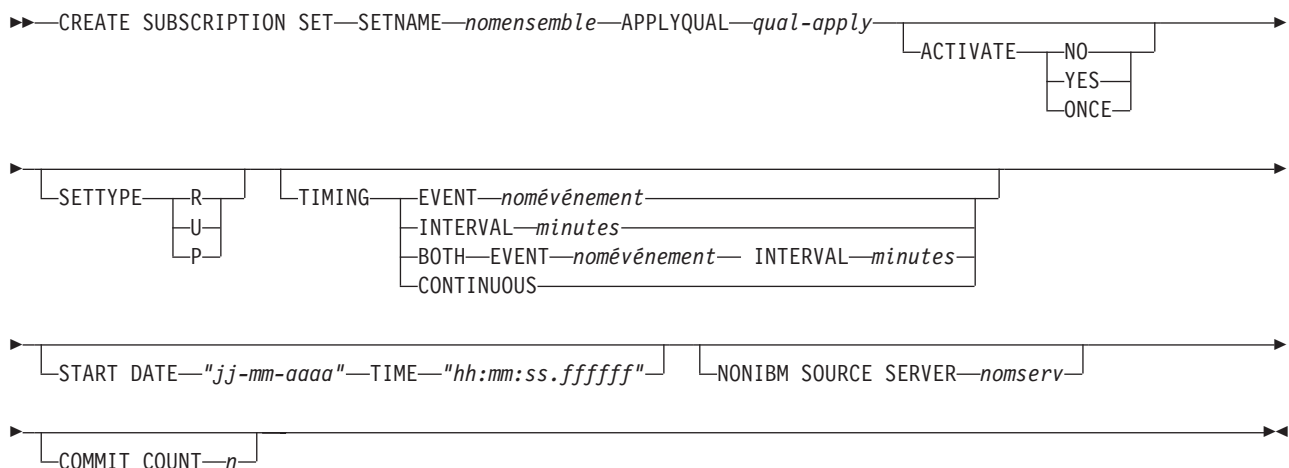 CREATE SUBSCRIPTION SET SETNAME nomensemble APPLYQUAL qual-apply
ACTIVATE NO
YES
ONCE
SETTYPE R
U
P
TIMING EVENT nomévénement
INTERVAL minutes
BOTH EVENT nomévénement INTERVAL minutes
CONTINUOUS
START DATE "jj-mm-aaaa" TIME "hh:mm:ss.ffffff"
NONIBM SOURCE SERVER nomserv
COMMIT COUNT n